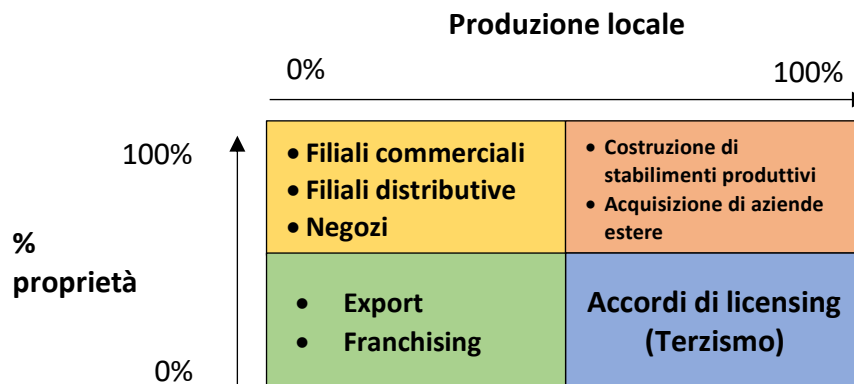 Produzione locale
0% 100%
100%
% proprietà
0%
• Filiali commerciali
• Filiali distributive
• Negozi
• Costruzione di
stabilimenti produttivi
• Acquisizione di aziende
estere
• Export
• Franchising
Accordi di licensing
(Terzismo)